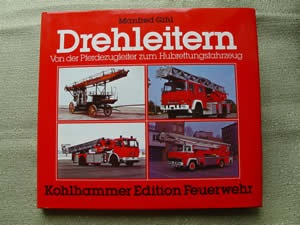 Manfred Gihl
Drehleitern
Von der Pferdezugleiter zum Hubrettungsfahrzeug
Kohlhammer Edition Feuerwehr